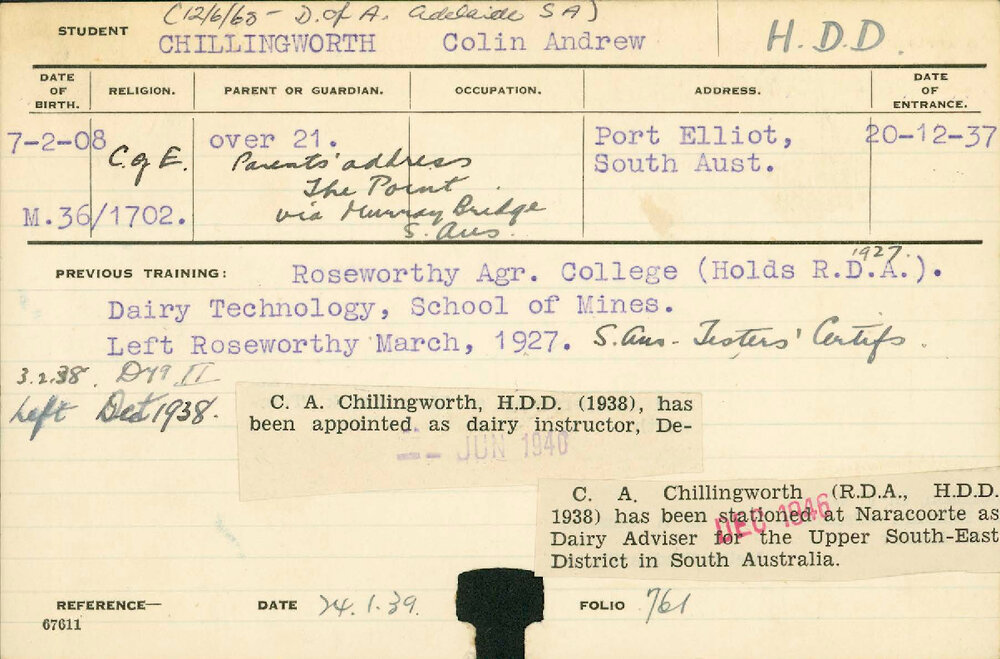 (12/6/63 - D. of A. Adelaide S A)
STUDENT
CHILLINGWORTH Colin Andrew
H.D.D.
DATE OF BIRTH.
RELIGION.
PARENT OR GUARDIAN.
OCCUPATION.
ADDRESS.
DATE OF ENTRANCE.
7-2-08
C of E.
over 21.
Parents' address
The Point
via Murray Bridge
S. Aus.
Port Elliot,
South Aust.
20-12-37
M.36/1702.
PREVIOUS TRAINING: Roseworthy Agr. College (Holds R.D.A.).
1927.
Dairy Technology, School of Mines.
Left Roseworthy March, 1927. S. Aus - Testers' Certifs.
3.2.38. II
Left Dec 1938.
C. A. Chillingworth, H.D.D. (1938), has
been appointed as dairy instructor, De-
JUN 1940
C. A. Chillingworth (R.D.A., H.D.D.
1938) has been stationed at Naracoorte as
Dairy Adviser for the Upper South-East
District in South Australia.
DEC 1946
REFERENCE—
DATE 24.1.39.
FOLIO 761
67611